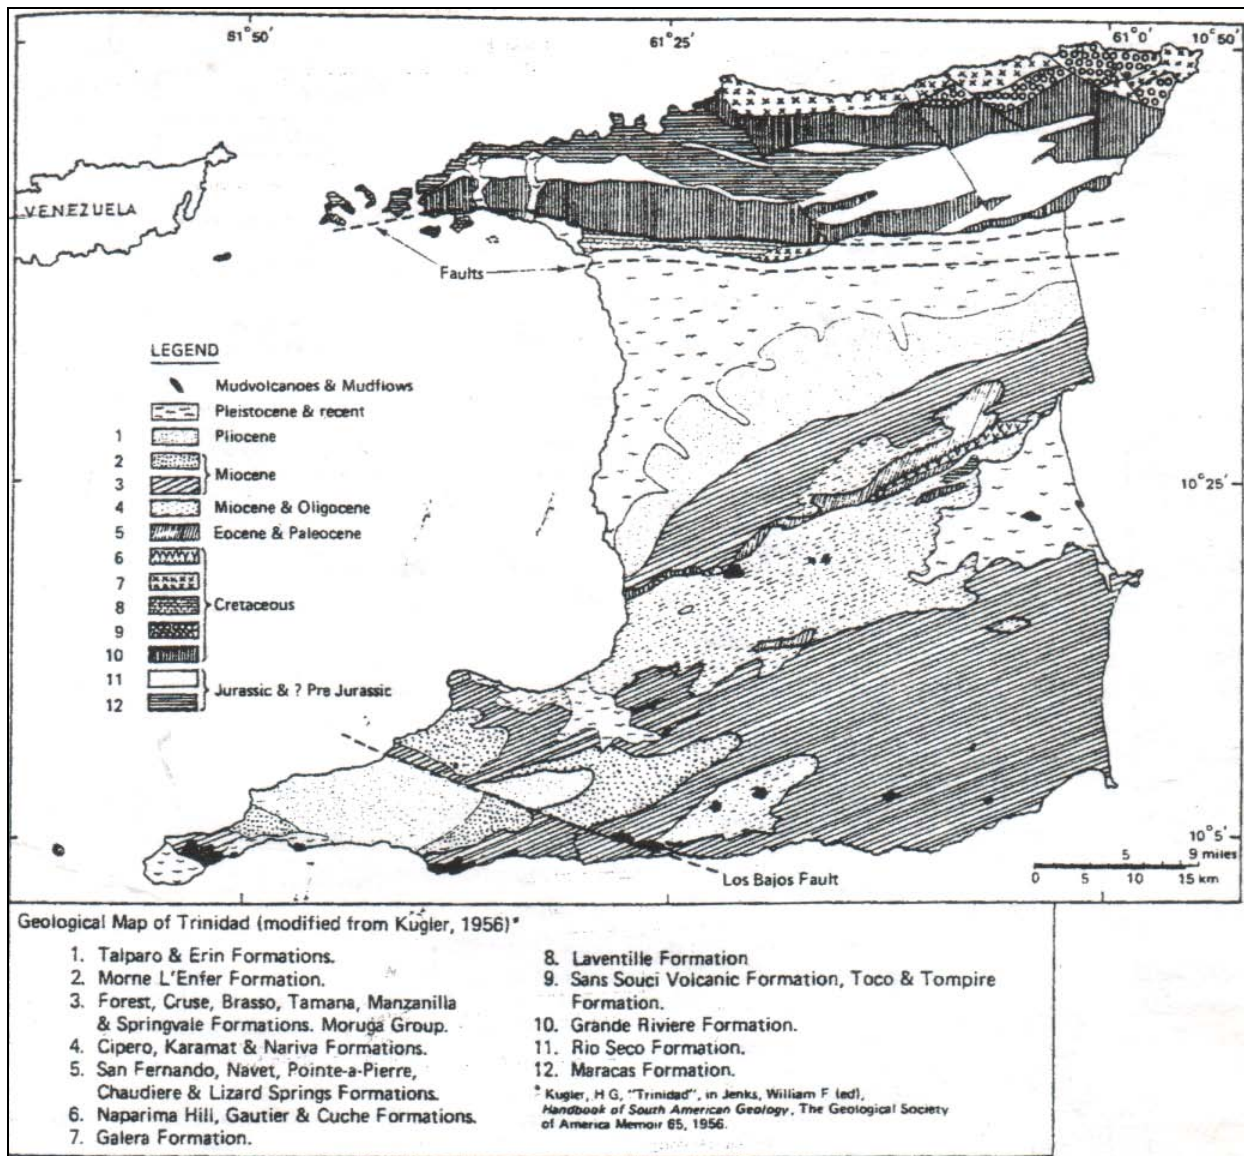 61°50' 61°25' 61°0' 10°50'
VENEZUELA
Faults
LEGEND
Mudvolcanoes & Mudflows
Pleistocene & recent
1 Pliocene
2
Miocene
3
4 Miocene & Oligocene
5 Eocene & Paleocene
6
7
8 Cretaceous
9
10
11
Jurassic & ? Pre Jurassic
12
10°25'
10°5'
5 9 miles
0 5 10 15 km
Los Bajos Fault
Geological Map of Trinidad (modified from Kugler, 1956)*
1. Talparo & Erin Formations.
2. Morne L'Enfer Formation.
3. Forest, Cruse, Brasso, Tamana, Manzanilla
& Springvale Formations. Moruga Group.
4. Cipero, Karamat & Nariva Formations.
5. San Fernando, Navet, Pointe-a-Pierre,
Chaudiere & Lizard Springs Formations.
6. Naparima Hill, Gautier & Cuche Formations.
7. Galera Formation.
8. Laventille Formation
9. Sans Souci Volcanic Formation, Toco & Tompire
Formation.
10. Grande Riviere Formation.
11. Rio Seco Formation.
12. Maracas Formation.
* Kugler, H G, "Trinidad", in Jenks, William F (ed),
Handbook of South American Geology, The Geological Society
of America Memoir 65, 1956.